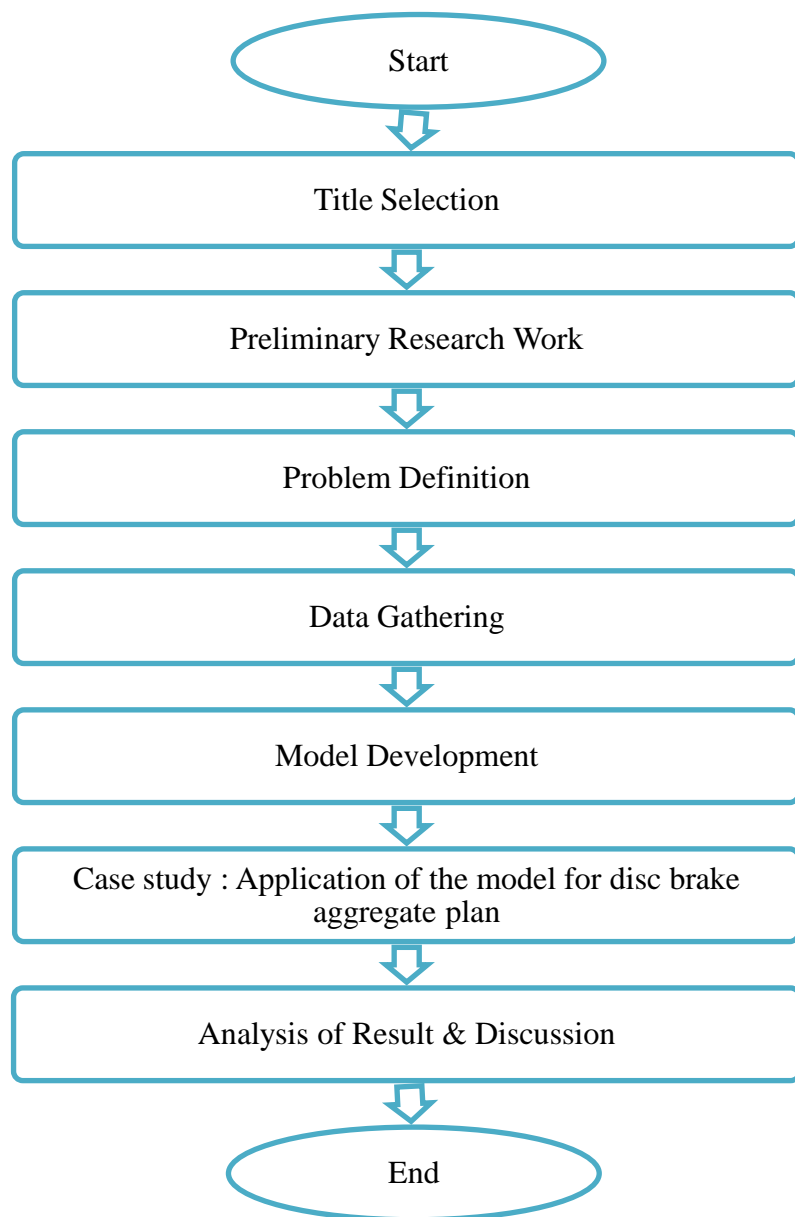 Start
Title Selection
Preliminary Research Work
Problem Definition
Data Gathering
Model Development
Case study : Application of the model for disc brake
aggregate plan
Analysis of Result & Discussion
End